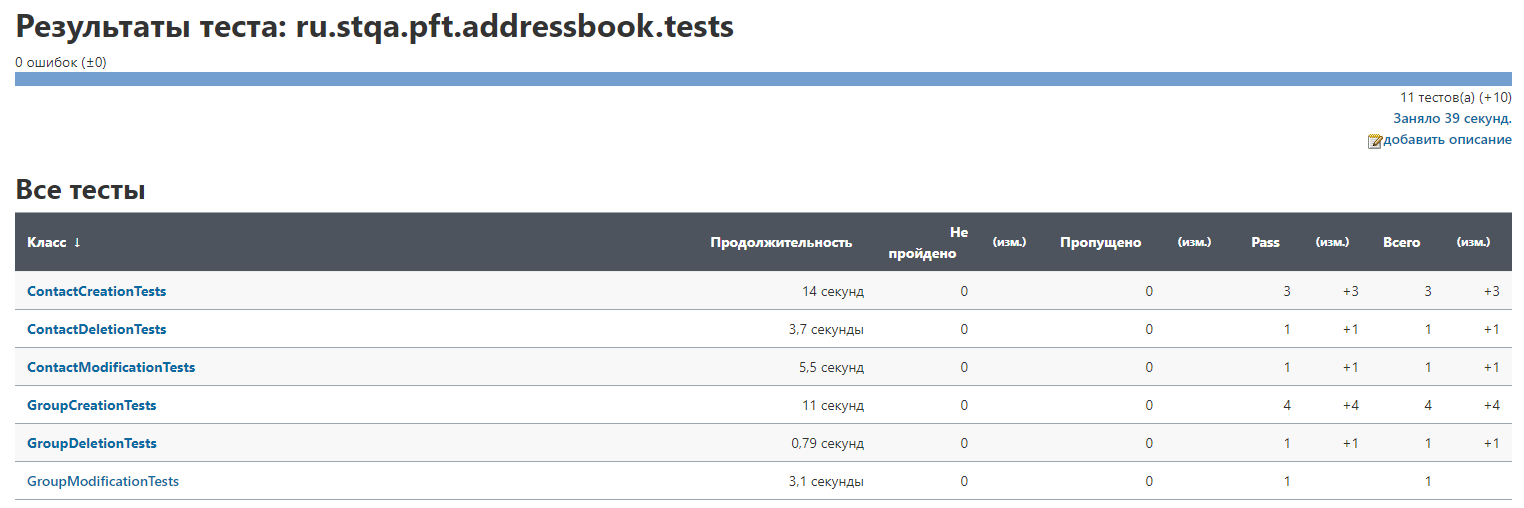 Результаты теста: ru.stqa.pft.addressbook.tests
0 ошибок (±0)
11 тестов(а) (+10)
Заняло 39 секунд.
добавить описание
Все тесты
Класс ↓ Продолжительность Не пройдено (изм.) Пропущено (изм.) Pass (изм.) Всего (изм.)
ContactCreationTests 14 секунд 0 0 3 +3 3 +3
ContactDeletionTests 3,7 секунды 0 0 1 +1 1 +1
ContactModificationTests 5,5 секунд 0 0 1 +1 1 +1
GroupCreationTests 11 секунд 0 0 4 +4 4 +4
GroupDeletionTests 0,79 секунд 0 0 1 +1 1 +1
GroupModificationTests 3,1 секунды 0 0 1 1